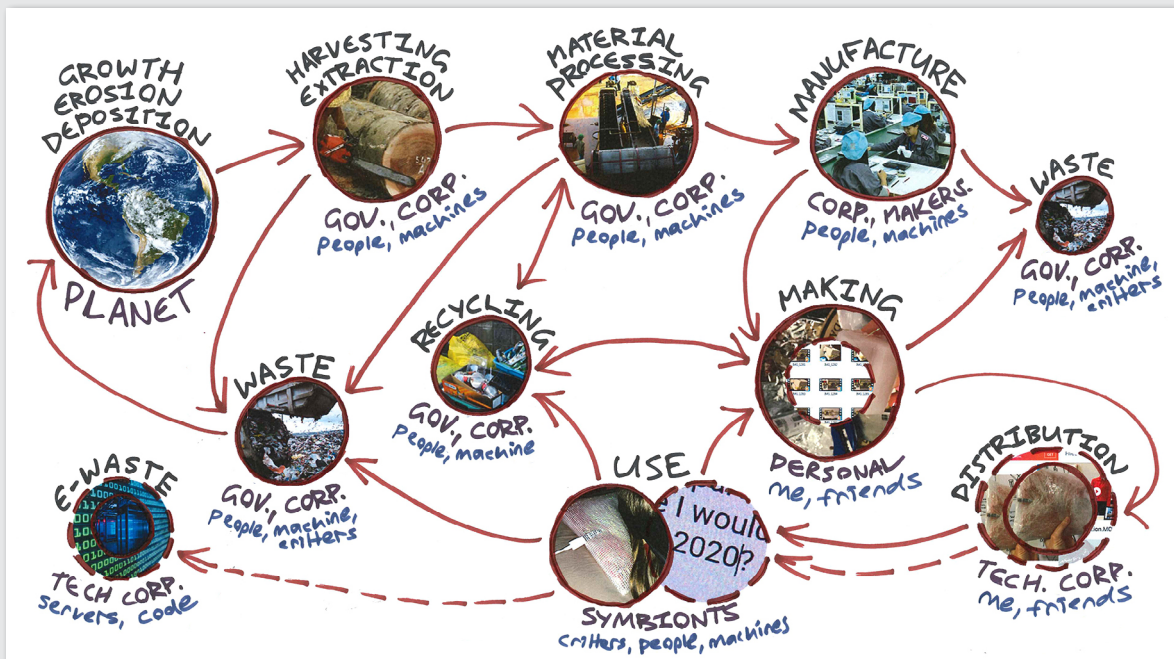 GROWTH
EROSION
DEPOSITION
PLANET
HARVESTING
EXTRACTION
GOV., CORP.
people, machines
MATERIAL
PROCESSING
GOV., CORP.
people, machines
MANUFACTURE
CORP., MAKERS.
people, machines
WASTE
GOV., CORP.
people, machine,
critters
RECYCLING
GOV., CORP.
people, machine
MAKING
PERSONAL
me, friends
WASTE
GOV., CORP.
people, machine,
critters
E-WASTE
TECH CORP.
servers, code
USE
I would
2020?
SYMBIONTS
critters, people, machines
DISTRIBUTION
TECH. CORP.
me, friends